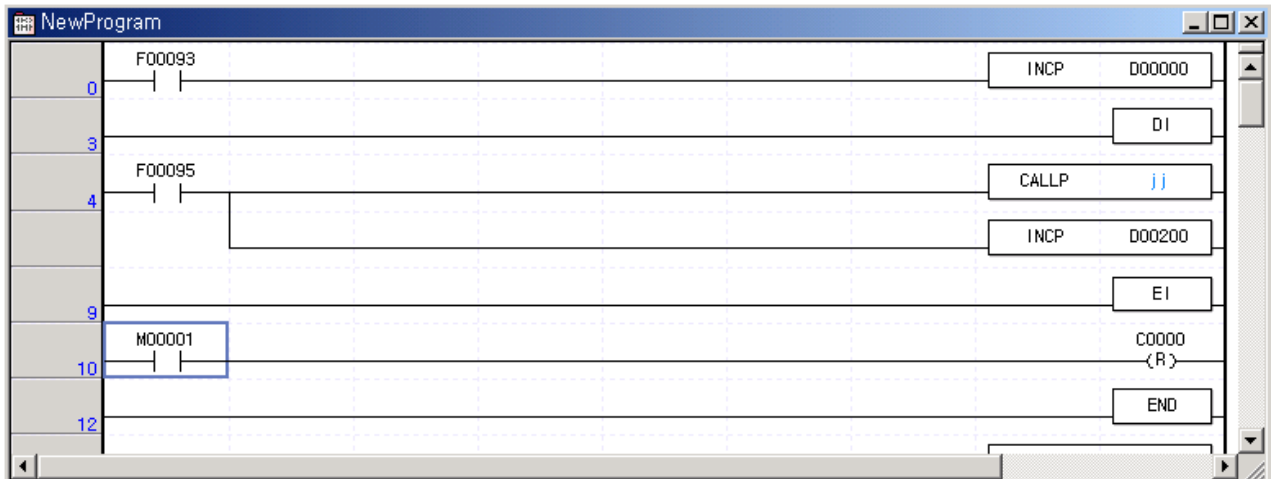 NewProgram
F00093
INCP D00000
0
DI
3
F00095
CALLP jj
4
INCP D00200
EI
9
M00001
C0000
(R)
10
END
12